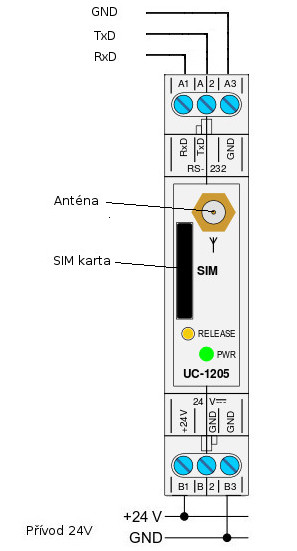 GND
TxD
RxD
A1 A 2 A3
RxD TxD GND
RS- 232
Anténa
SIM karta
SIM
RELEASE
PWR
UC-1205
24 V
+24V GND GND
B1 B 2 B3
+24 V
Přívod 24V
GND